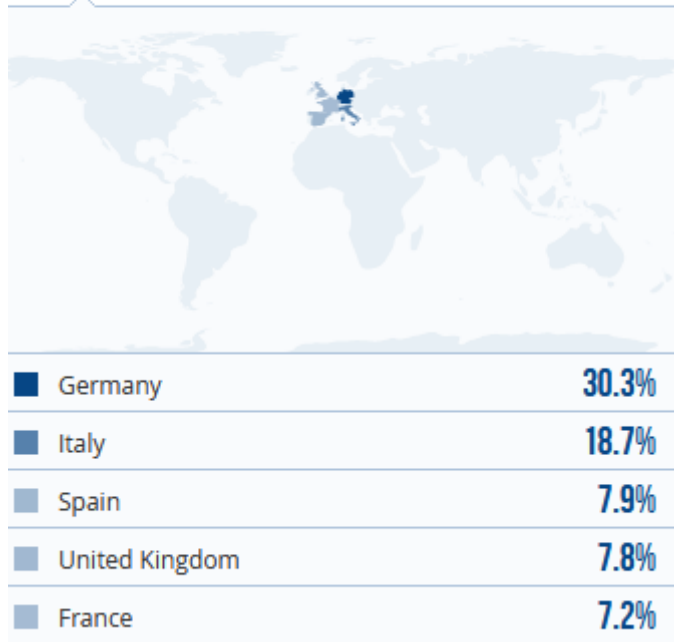 Germany 30.3%
Italy 18.7%
Spain 7.9%
United Kingdom 7.8%
France 7.2%